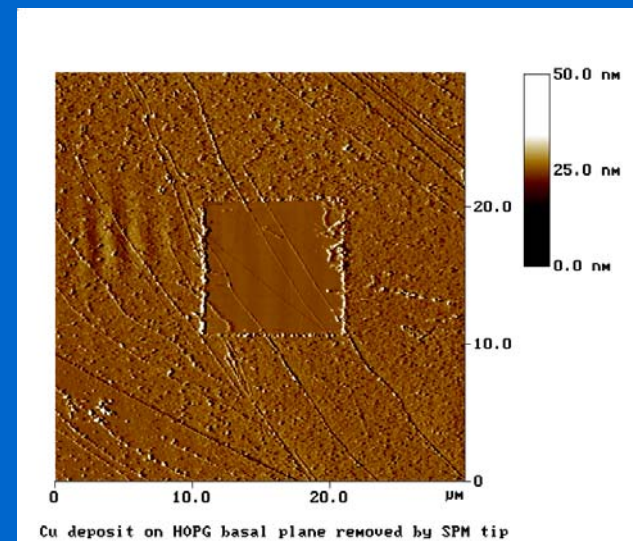 50.0 nM
25.0 nM
0.0 nM
20.0
10.0
0
0
10.0
20.0
µM
Cu deposit on HOPG basal plane removed by SPM tip